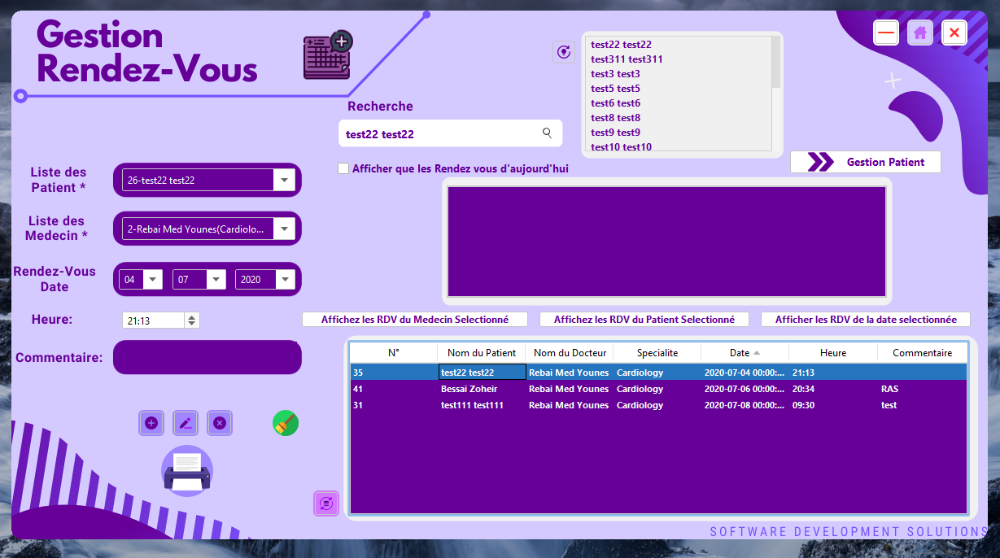 Gestion
Rendez-Vous
test22 test22
test311 test311
test3 test3
test5 test5
test6 test6
test8 test8
test9 test9
test10 test10
Recherche
test22 test22
Afficher que les Rendez vous d'aujourd'hui
Gestion Patient
Liste des
Patient *
26-test22 test22
Liste des
Medecin *
2-Rebai Med Younes(Cardiolo...
Rendez-Vous
Date
04 07 2020
Heure: 21:13
Commentaire:
Affichez les RDV du Medecin Selectionné
Affichez les RDV du Patient Selectionné
Afficher les RDV de la date selectionnée
N° Nom du Patient Nom du Docteur Specialite Date Heure Commentaire
35 test22 test22 Rebai Med Younes Cardiology 2020-07-04 00:00:... 21:13
41 Bessai Zoheir Rebai Med Younes Cardiology 2020-07-06 00:00:... 20:34 RAS
31 test111 test111 Rebai Med Younes Cardiology 2020-07-08 00:00:... 09:30 test
SOFTWARE DEVELOPMENT SOLUTIONS